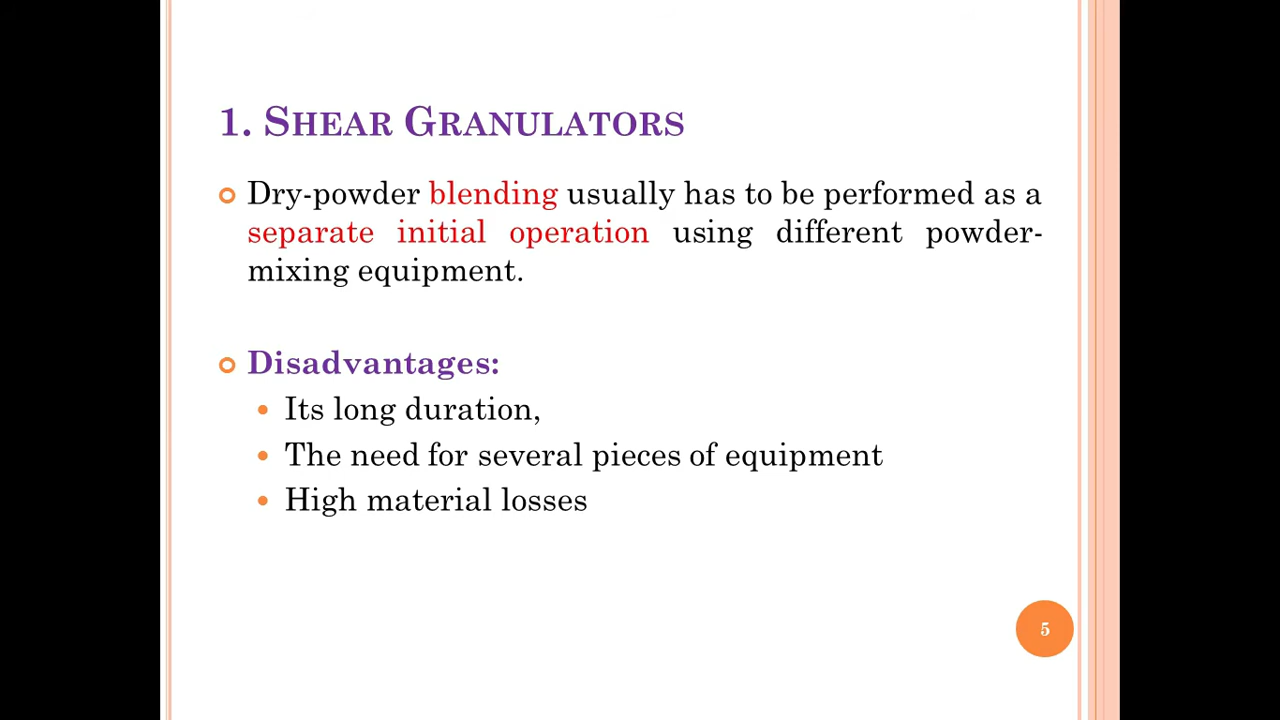 1. SHEAR GRANULATORS
Dry-powder blending usually has to be performed as a
separate initial operation using different powder-
mixing equipment.
Disadvantages:
Its long duration,
The need for several pieces of equipment
High material losses
5